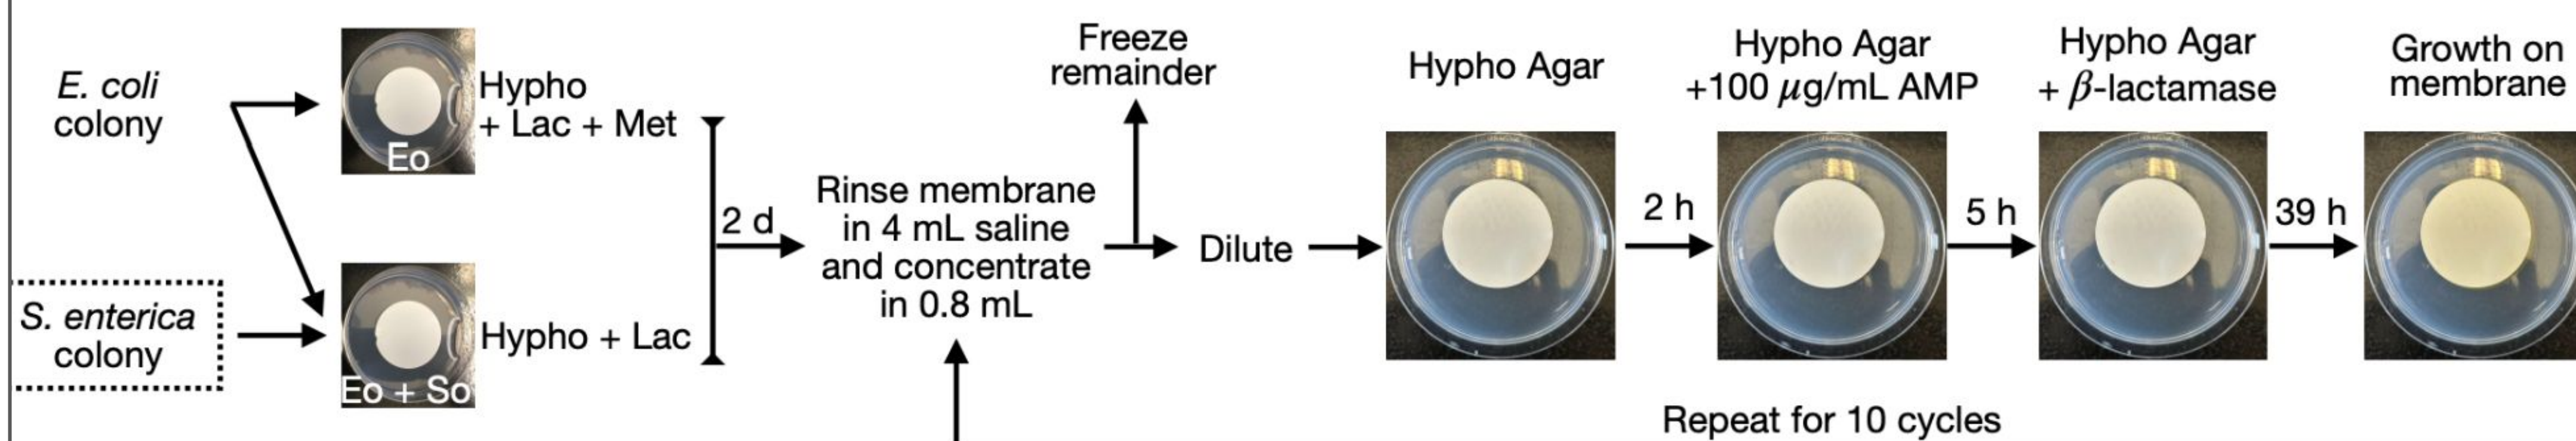 E. coli
colony
Eo
Hypho
+ Lac + Met
S. enterica
colony
Eo + So
Hypho + Lac
2 d
Rinse membrane
in 4 mL saline
and concentrate
in 0.8 mL
Freeze
remainder
Dilute
Hypho Agar
2 h
Hypho Agar
+100 μg/mL AMP
5 h
Hypho Agar
+ β-lactamase
39 h
Growth on
membrane
Repeat for 10 cycles